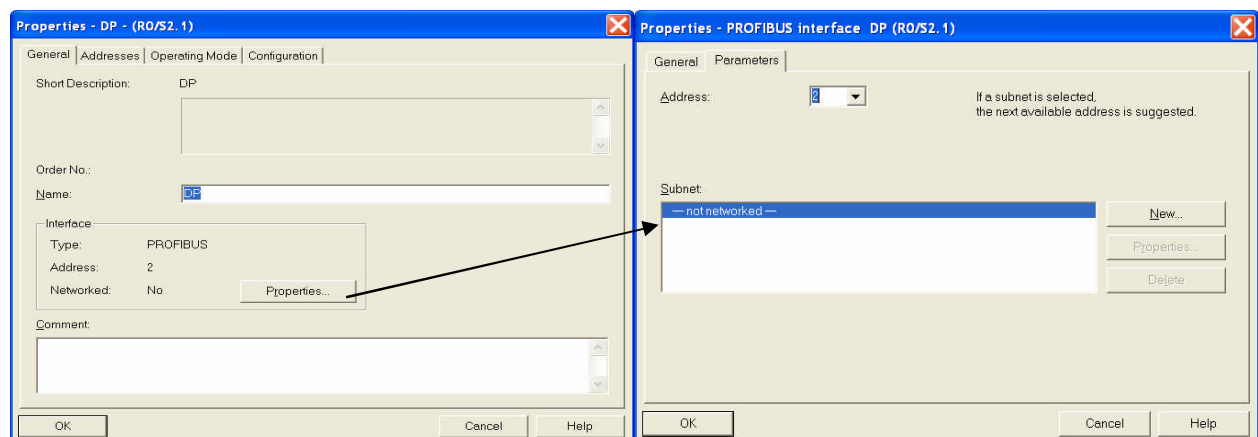 Properties - DP - (R0/S2.1)
General Addresses Operating Mode Configuration
Short Description: DP
Order No.:
Name: DP
Interface
Type: PROFIBUS
Address: 2
Networked: No Properties...
Comment:
OK Cancel Help
Properties - PROFIBUS interface DP (R0/S2.1)
General Parameters
Address: 2 If a subnet is selected,
the next available address is suggested.
Subnet:
— not networked — New...
Properties...
Delete
OK Cancel Help